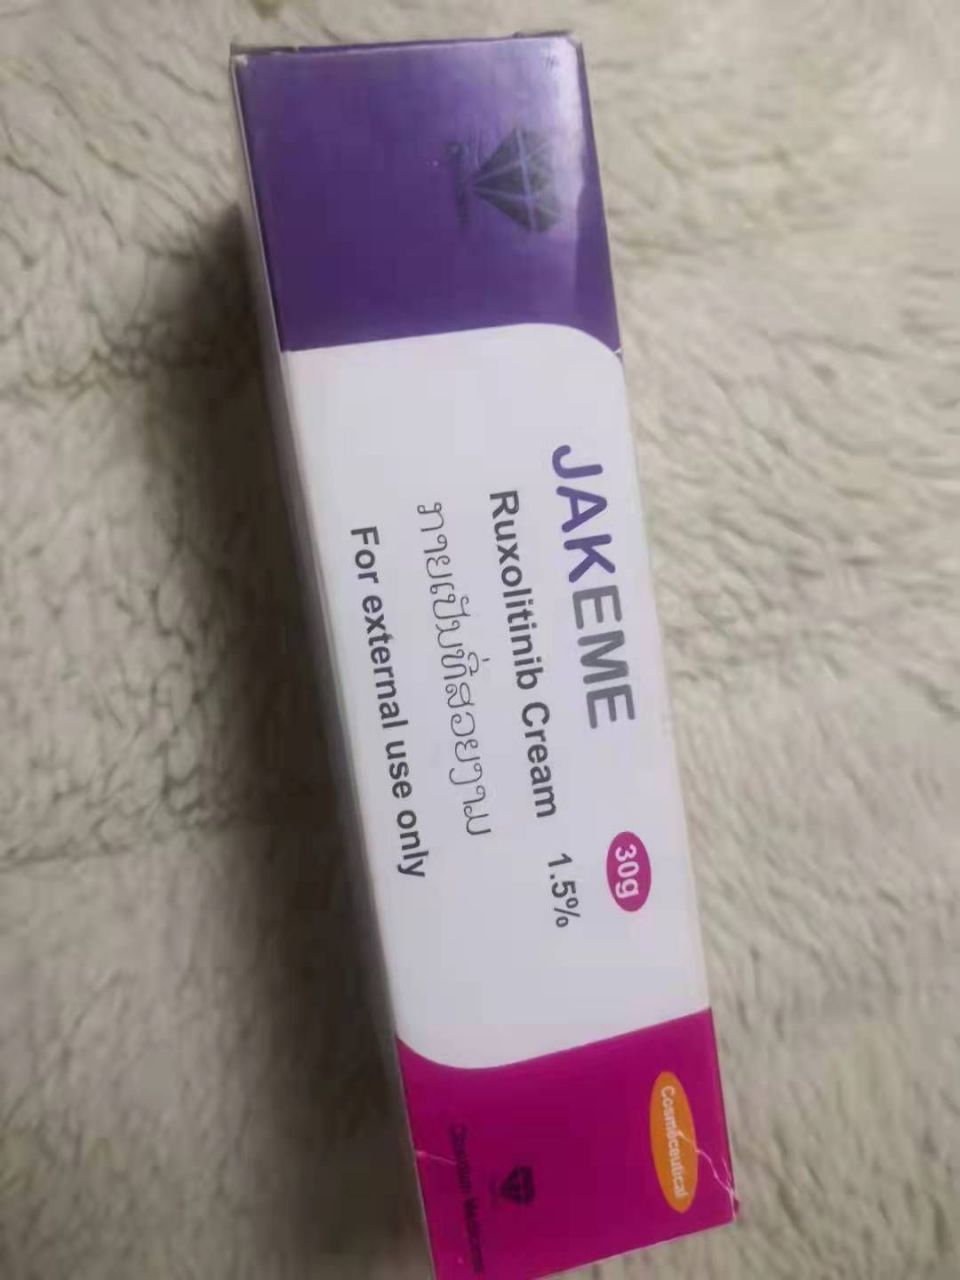 JAKEME
30g
Ruxolitinib Cream 1.5%
ກາຍເປັນທີ່ສວຍງາມ
For external use only
Cosmeceutical